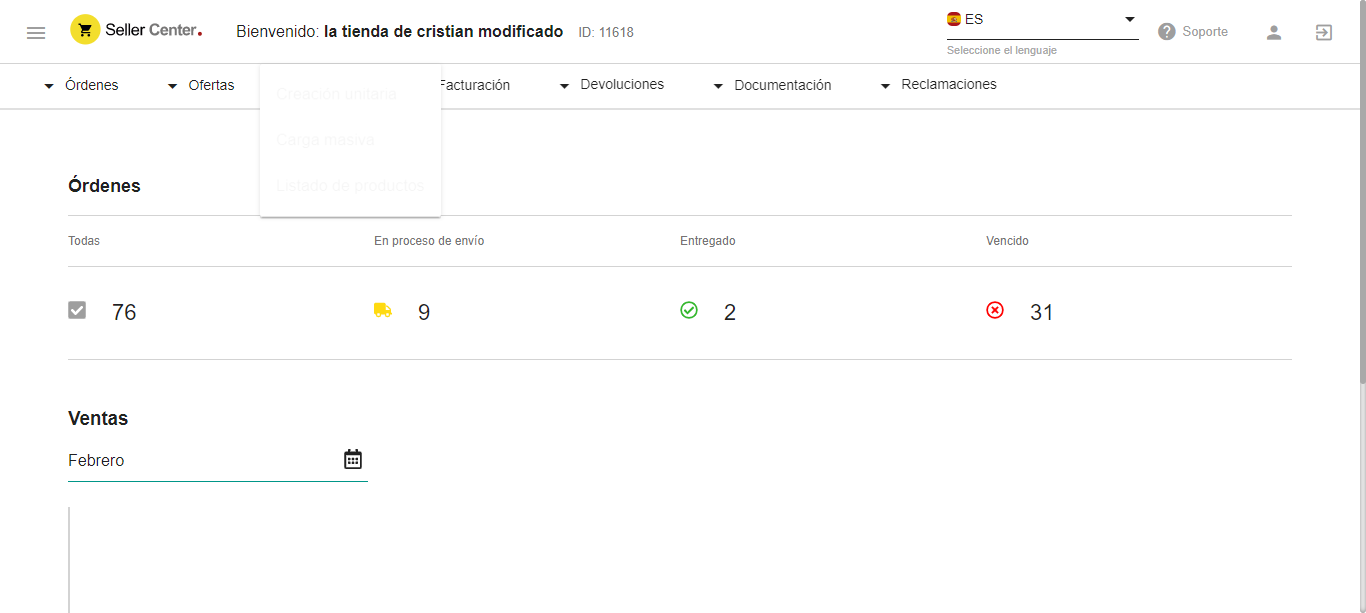 Seller Center.
Bienvenido: la tienda de cristian modificado ID: 11618
ES
Seleccione el lenguaje
Soporte
Órdenes Ofertas Facturación Devoluciones Documentación Reclamaciones
Creación unitaria
Carga masiva
Listado de productos
Órdenes
Todas En proceso de envío Entregado Vencido
76 9 2 31
Ventas
Febrero